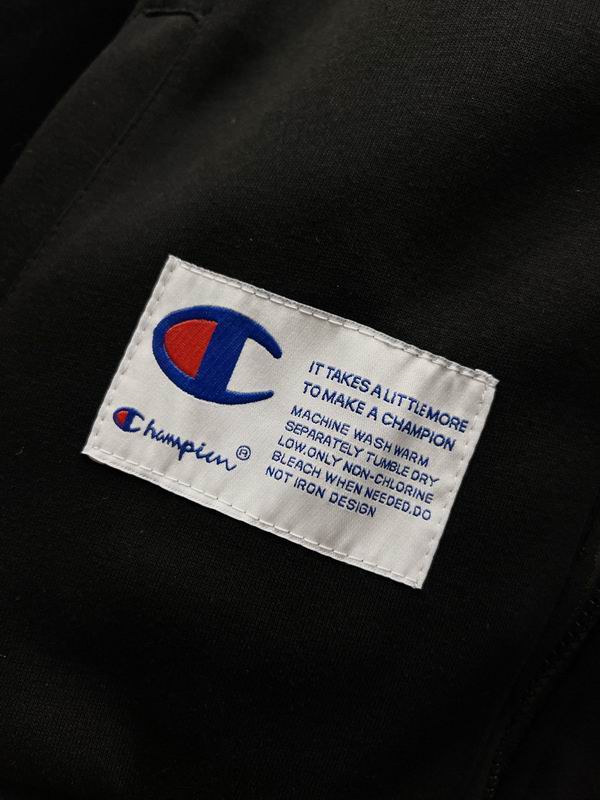 Champion®
IT TAKES A LITTLE MORE
TO MAKE A CHAMPION
MACHINE WASH WARM
SEPARATELY TUMBLE DRY
LOW.ONLY NON-CHLORINE
BLEACH WHEN NEEDED.DO
NOT IRON DESIGN